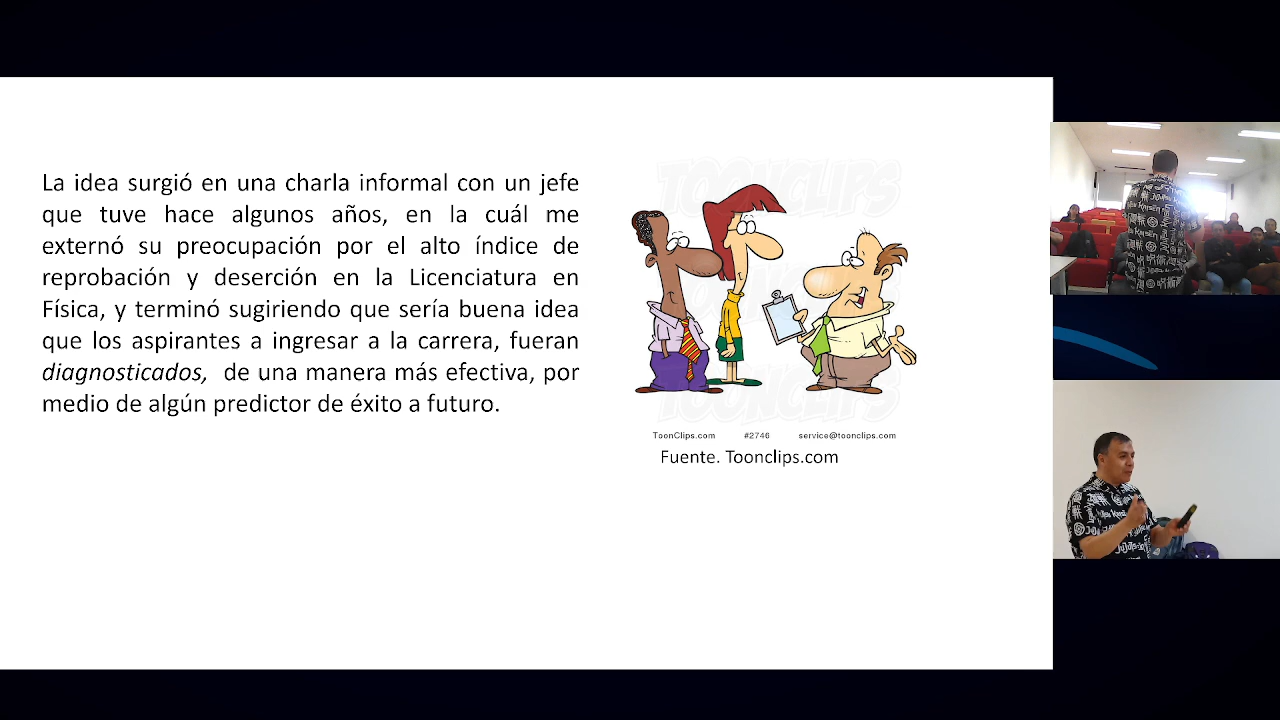 La idea surgió en una charla informal con un jefe
que tuve hace algunos años, en la cuál me
externó su preocupación por el alto índice de
reprobación y deserción en la Licenciatura en
Física, y terminó sugiriendo que sería buena idea
que los aspirantes a ingresar a la carrera, fueran
diagnosticados, de una manera más efectiva, por
medio de algún predictor de éxito a futuro.
TOONCLIPS
TOONCLIPS
ToonClips.com #2746 service@toonclips.com
Fuente. Toonclips.com